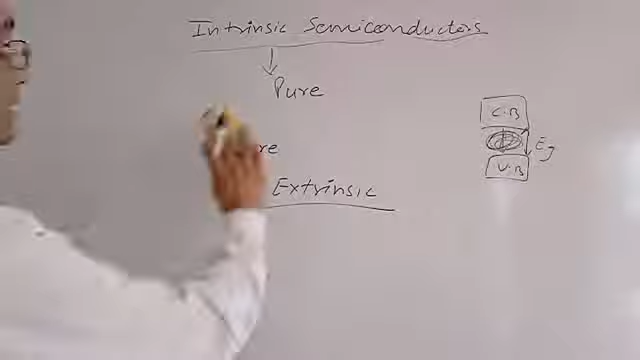 Intrinsic Semiconductors
Pure
Extrinsic
C.B
Eg
V.B